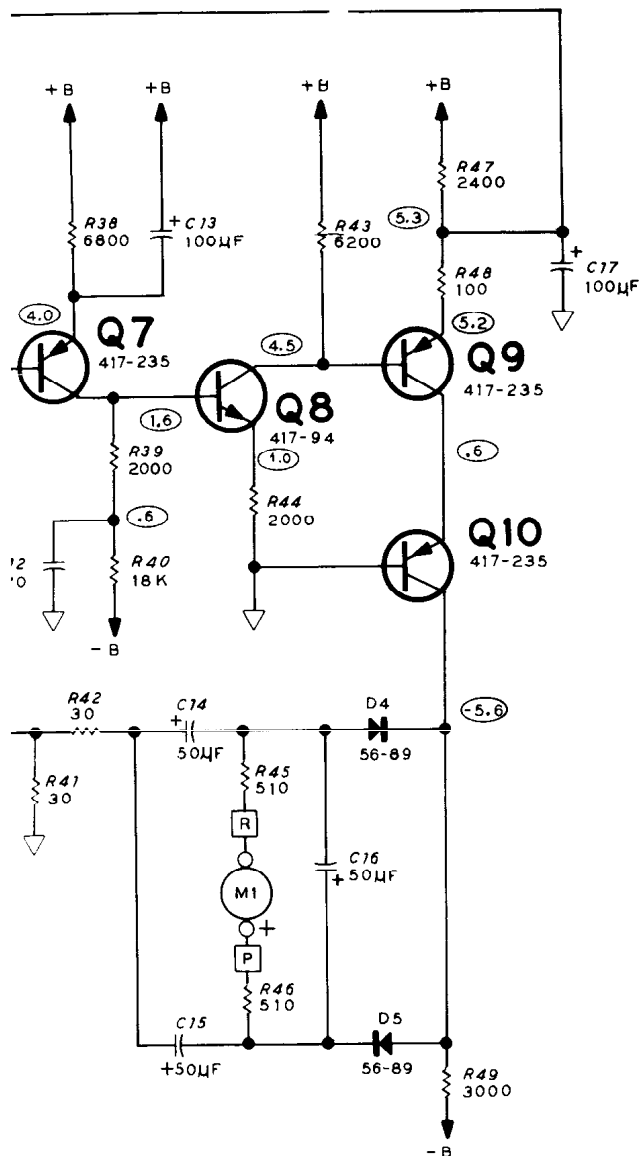 +B
+B
+B
+B
R38
6800
C13
+
100µF
R43
6200
R47
2400
5.3
R48
100
+
C17
100µF
4.0
Q7
417-235
4.5
5.2
Q9
417-235
1.6
Q8
417-94
1.0
R39
2000
.6
R44
2000
.6
Q10
417-235
R40
18K
-B
R42
30
C14
+
50µF
D4
56-89
-5.6
R41
30
R45
510
R
M1
+
P
C16
+
50µF
R46
510
C15
+
50µF
D5
56-89
R49
3000
-B